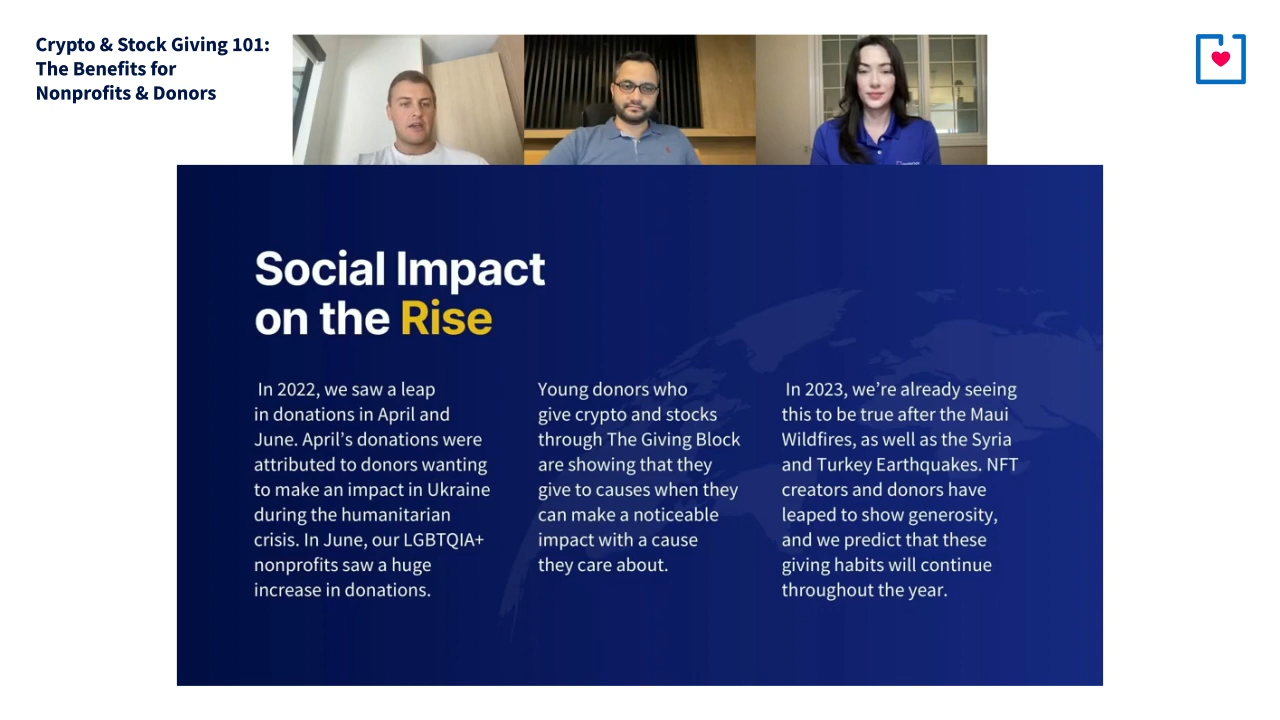 Crypto & Stock Giving 101:
The Benefits for
Nonprofits & Donors
Social Impact
on the Rise
In 2022, we saw a leap
in donations in April and
June. April’s donations were
attributed to donors wanting
to make an impact in Ukraine
during the humanitarian
crisis. In June, our LGBTQIA+
nonprofits saw a huge
increase in donations.
Young donors who
give crypto and stocks
through The Giving Block
are showing that they
give to causes when they
can make a noticeable
impact with a cause
they care about.
In 2023, we’re already seeing
this to be true after the Maui
Wildfires, as well as the Syria
and Turkey Earthquakes. NFT
creators and donors have
leaped to show generosity,
and we predict that these
giving habits will continue
throughout the year.